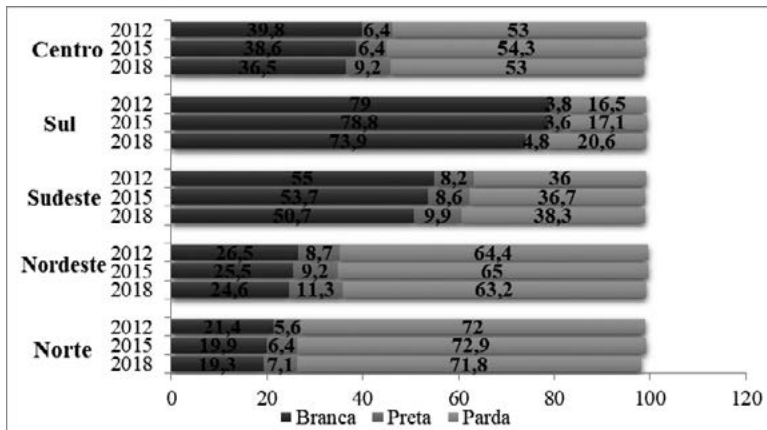 2012 39,8 6,4 53
Centro 2015 38,6 6,4 54,3
2018 36,5 9,2 53
2012 79 3,8 16,5
Sul 2015 78,8 3,6 17,1
2018 73,9 4,8 20,6
2012 55 8,2 36
Sudeste 2015 53,7 8,6 36,7
2018 50,7 9,9 38,3
2012 26,5 8,7 64,4
Nordeste 2015 25,5 9,2 65
2018 24,6 11,3 63,2
2012 21,4 5,6 72
Norte 2015 19,9 6,4 72,9
2018 19,3 7,1 71,8
0 20 40 60 80 100 120
Branca Preta Parda